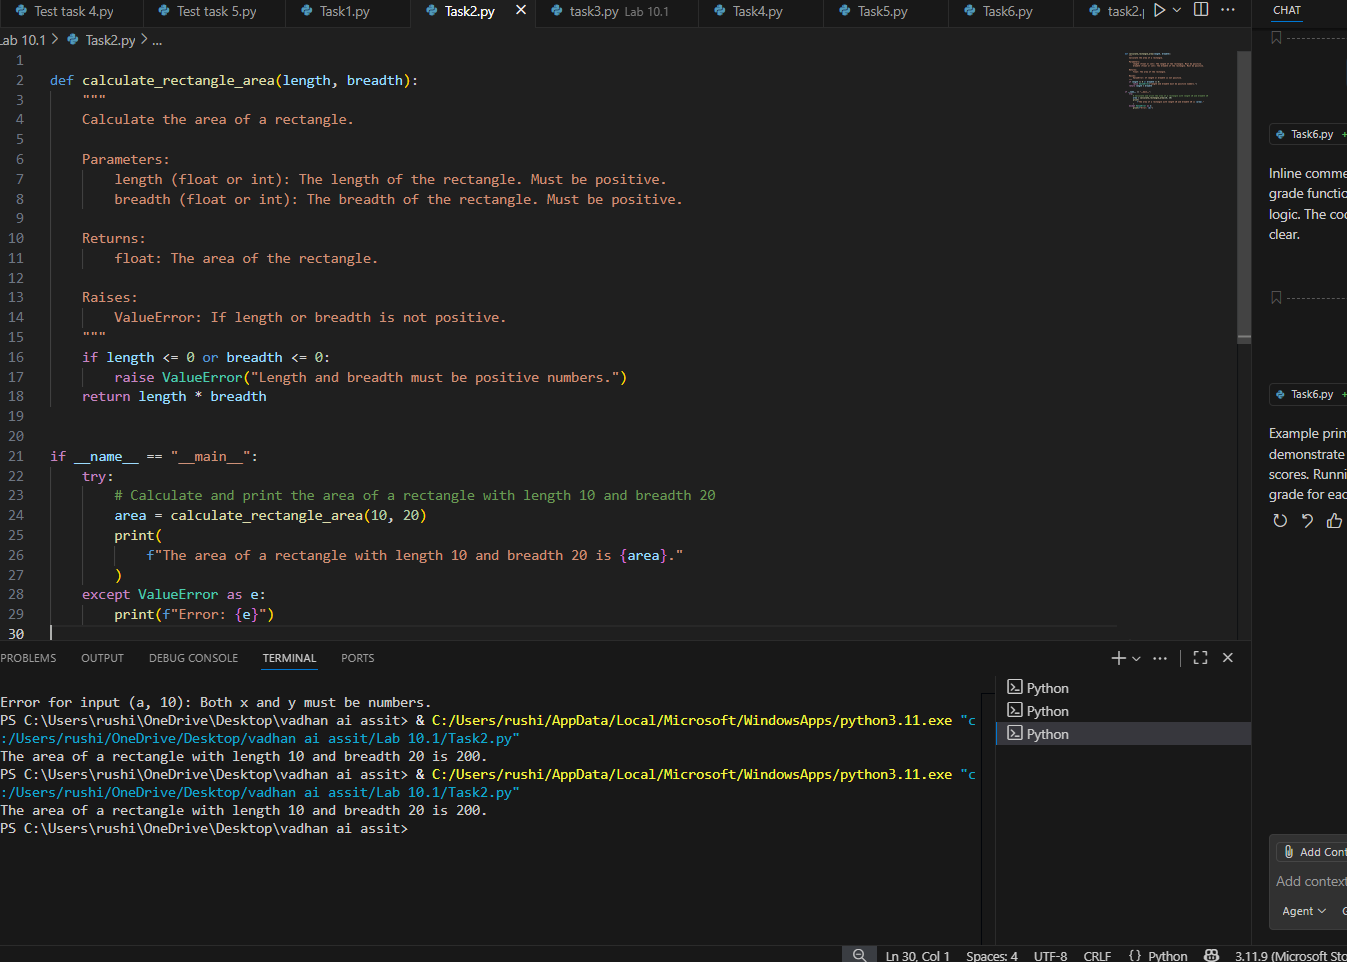 Test task 4.py
Test task 5.py
Task1.py
Task2.py
task3.py Lab 10.1
Task4.py
Task5.py
Task6.py
task2.
CHAT
Lab 10.1 > Task2.py > ...
1
2 def calculate_rectangle_area(length, breadth):
3 """
4 Calculate the area of a rectangle.
5
6 Parameters:
7 length (float or int): The length of the rectangle. Must be positive.
8 breadth (float or int): The breadth of the rectangle. Must be positive.
9
10 Returns:
11 float: The area of the rectangle.
12
13 Raises:
14 ValueError: If length or breadth is not positive.
15 """
16 if length <= 0 or breadth <= 0:
17 raise ValueError("Length and breadth must be positive numbers.")
18 return length * breadth
19
20
21 if __name__ == "__main__":
22 try:
23 # Calculate and print the area of a rectangle with length 10 and breadth 20
24 area = calculate_rectangle_area(10, 20)
25 print(
26 f"The area of a rectangle with length 10 and breadth 20 is {area}."
27 )
28 except ValueError as e:
29 print(f"Error: {e}")
30
Task6.py +
Inline comme
grade functio
logic. The co
clear.
Task6.py +
Example prin
demonstrate
scores. Runni
grade for eac
PROBLEMS OUTPUT DEBUG CONSOLE TERMINAL PORTS
Error for input (a, 10): Both x and y must be numbers.
PS C:\Users\rushi\OneDrive\Desktop\vadhan ai assit> & C:/Users/rushi/AppData/Local/Microsoft/WindowsApps/python3.11.exe "c
:/Users/rushi/OneDrive/Desktop/vadhan ai assit/Lab 10.1/Task2.py"
The area of a rectangle with length 10 and breadth 20 is 200.
PS C:\Users\rushi\OneDrive\Desktop\vadhan ai assit> & C:/Users/rushi/AppData/Local/Microsoft/WindowsApps/python3.11.exe "c
:/Users/rushi/OneDrive/Desktop/vadhan ai assit/Lab 10.1/Task2.py"
The area of a rectangle with length 10 and breadth 20 is 200.
PS C:\Users\rushi\OneDrive\Desktop\vadhan ai assit>
Python
Python
Python
Add Cont
Add context
Agent
Ln 30, Col 1 Spaces: 4 UTF-8 CRLF {} Python 3.11.9 (Microsoft Sto